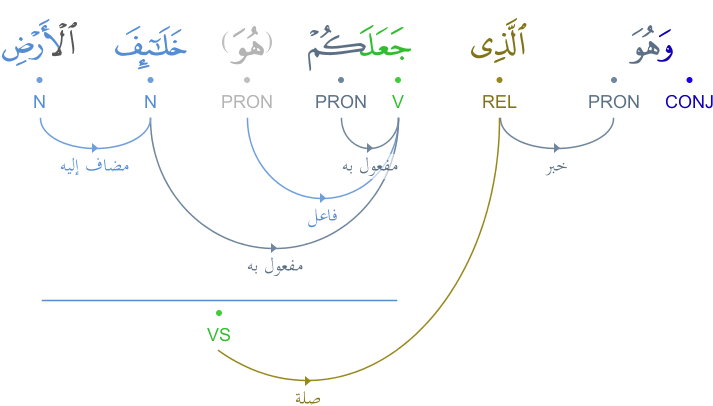 وَهُوَ ٱلَّذِى جَعَلَكُمْ (هُوَ) خَلَٰٓئِفَ ٱلْأَرْضِ
CONJ PRON REL V PRON PRON N N
خبر مفعول به مضاف إليه
فاعل
مفعول به
VS
صلة